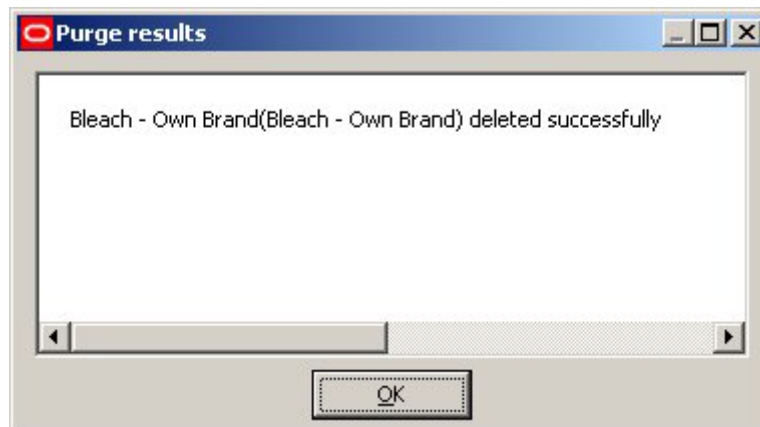 Purge results
Bleach - Own Brand(Bleach - Own Brand) deleted successfully
OK